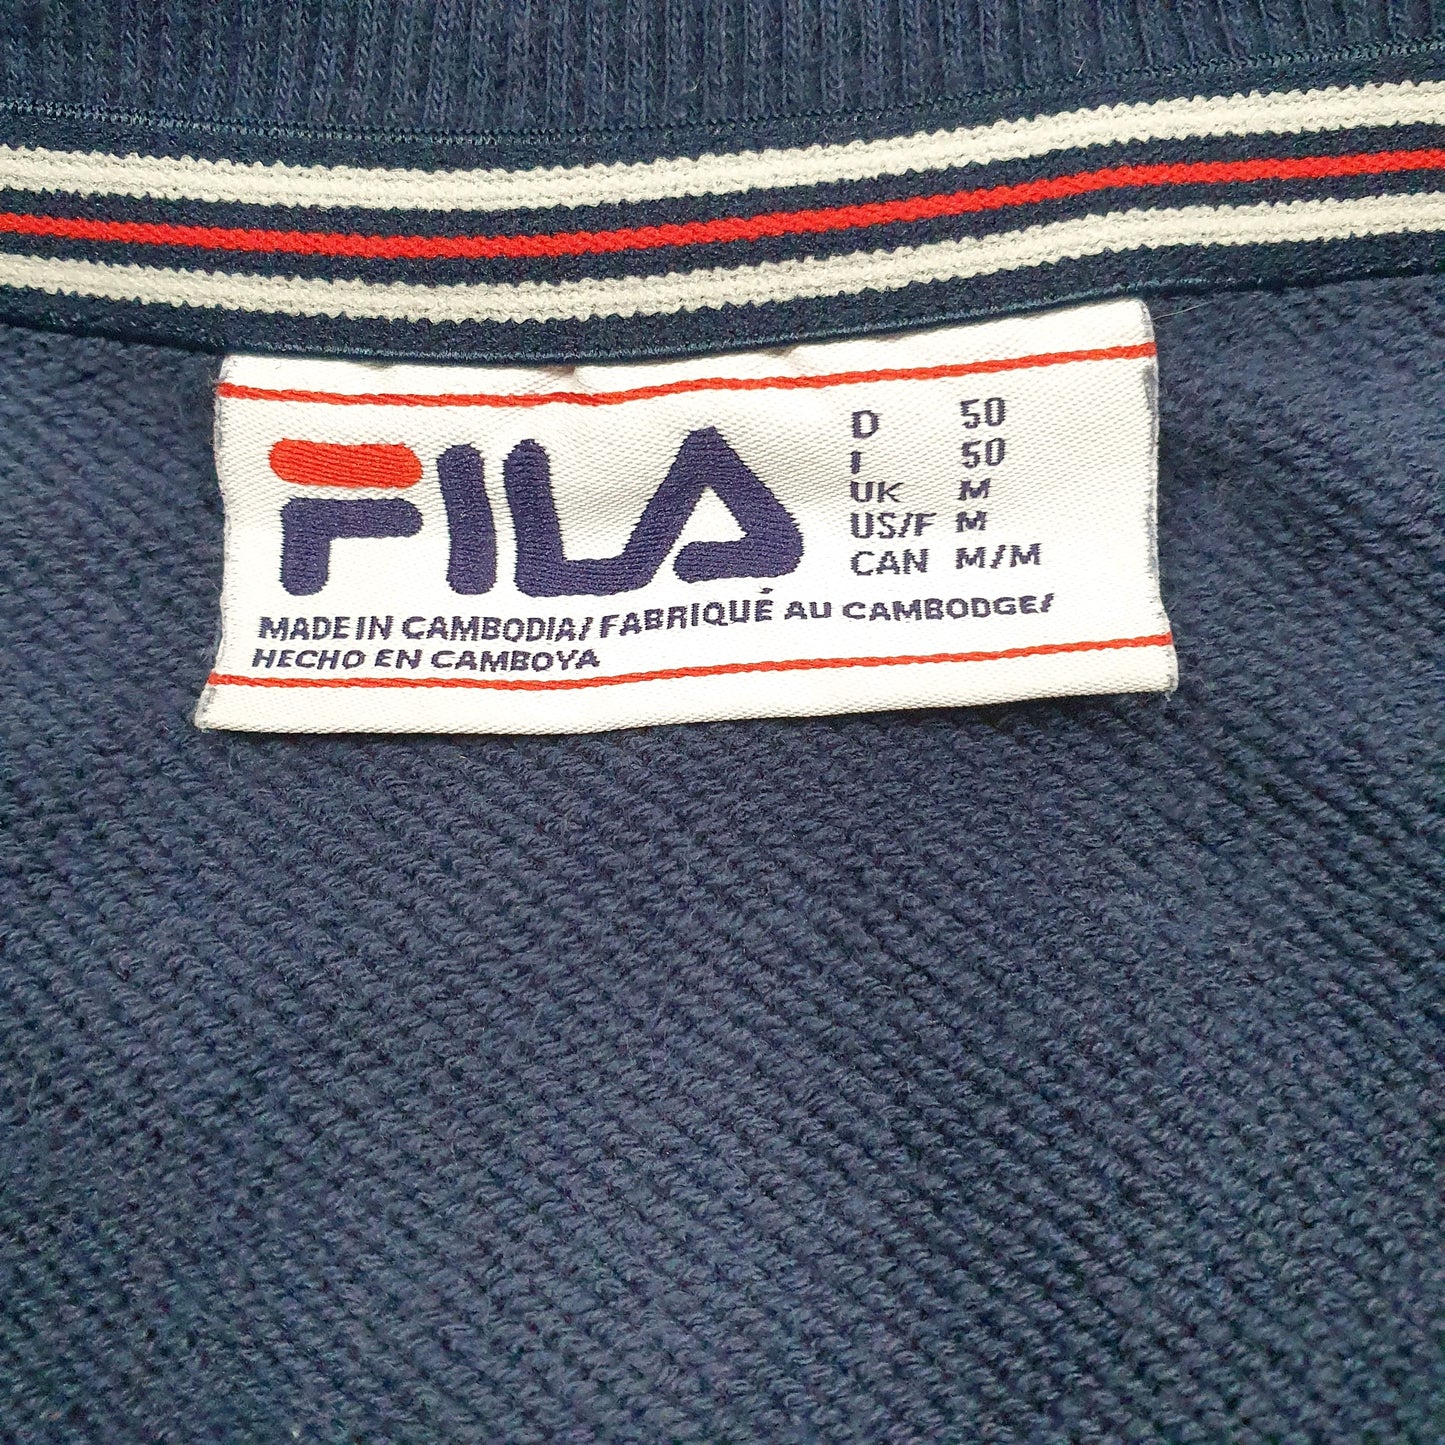 FILA
D 50
I 50
UK M
US/F M
CAN M/M
MADE IN CAMBODIA/ FABRIQUÉ AU CAMBODGE/
HECHO EN CAMBOYA